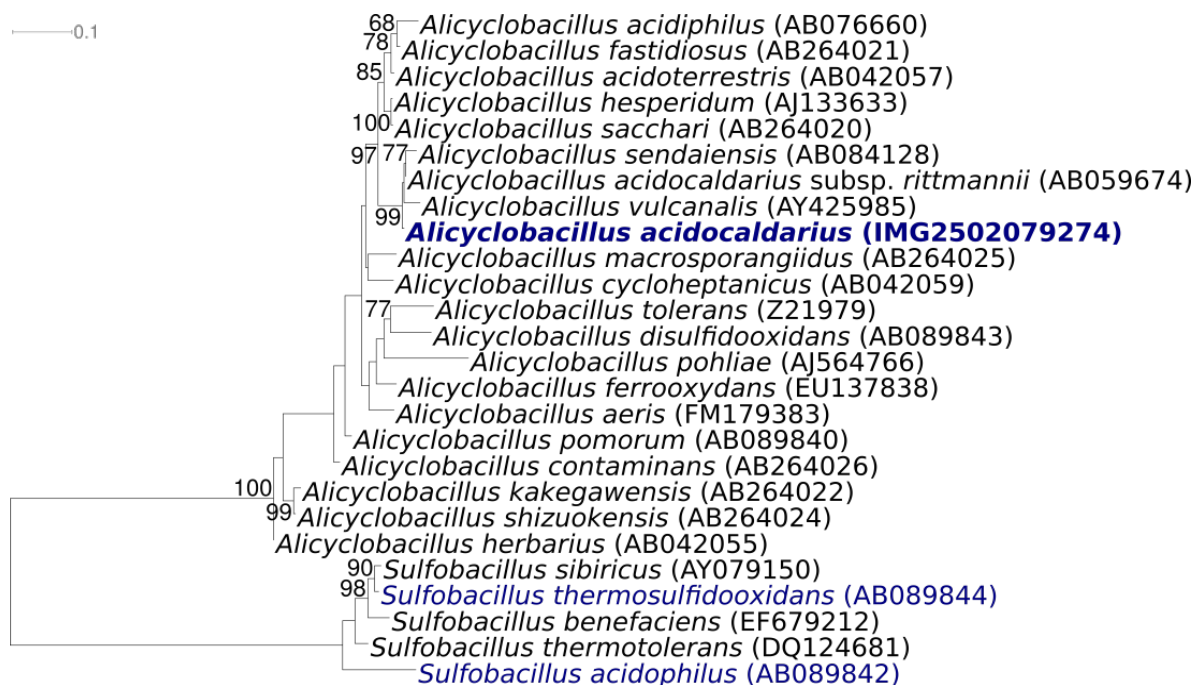 0.1
68 Alicyclobacillus acidiphilus (AB076660)
78 Alicyclobacillus fastidiosus (AB264021)
85 Alicyclobacillus acidoterrestris (AB042057)
Alicyclobacillus hesperidum (AJ133633)
100 Alicyclobacillus sacchari (AB264020)
97 77 Alicyclobacillus sendaiensis (AB084128)
Alicyclobacillus acidocaldarius subsp. rittmannii (AB059674)
99 Alicyclobacillus vulcanalis (AY425985)
Alicyclobacillus acidocaldarius (IMG2502079274)
Alicyclobacillus macrosporangiidus (AB264025)
Alicyclobacillus cycloheptanicus (AB042059)
77 Alicyclobacillus tolerans (Z21979)
Alicyclobacillus disulfidooxidans (AB089843)
Alicyclobacillus pohliae (AJ564766)
Alicyclobacillus ferrooxydans (EU137838)
Alicyclobacillus aeris (FM179383)
Alicyclobacillus pomorum (AB089840)
Alicyclobacillus contaminans (AB264026)
100 Alicyclobacillus kakegawensis (AB264022)
99 Alicyclobacillus shizuokensis (AB264024)
Alicyclobacillus herbarius (AB042055)
90 Sulfobacillus sibiricus (AY079150)
98 Sulfobacillus thermosulfidooxidans (AB089844)
Sulfobacillus benefaciens (EF679212)
Sulfobacillus thermotolerans (DQ124681)
Sulfobacillus acidophilus (AB089842)